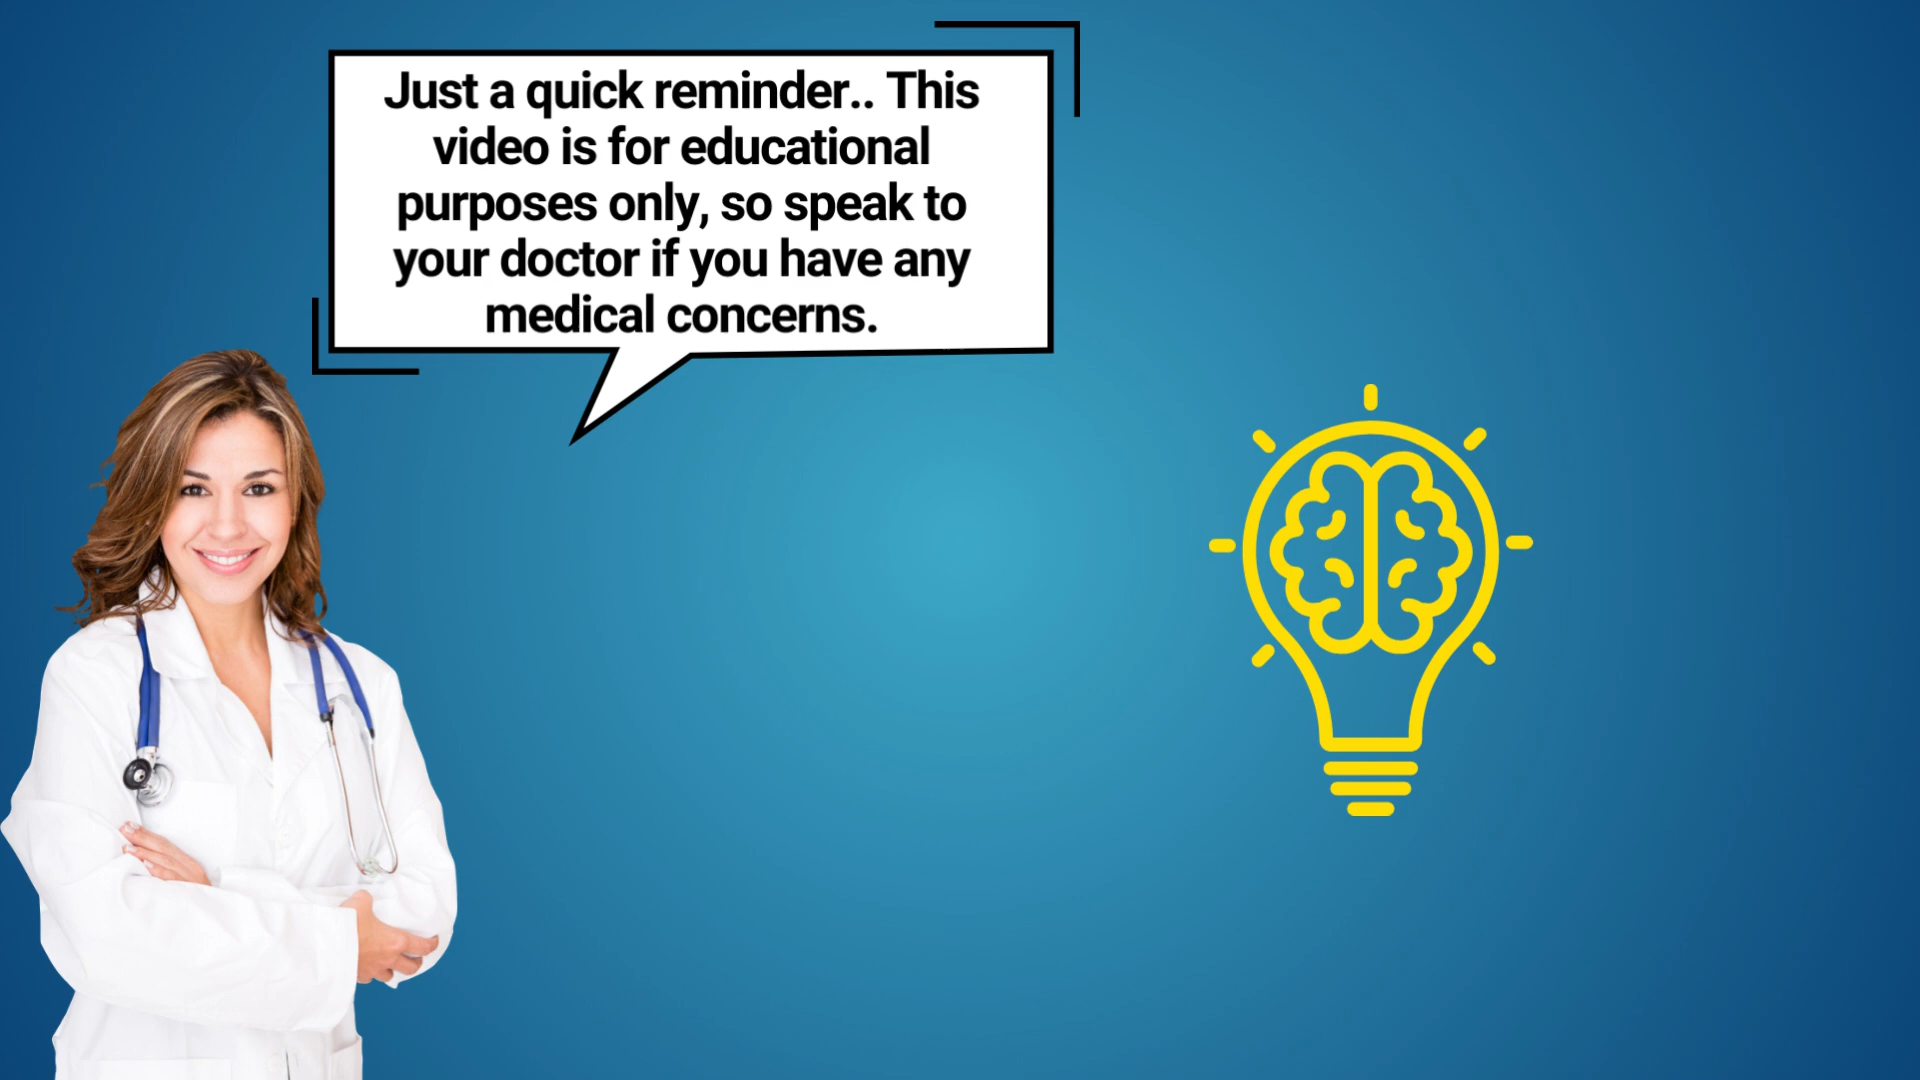 Just a quick reminder.. This
video is for educational
purposes only, so speak to
your doctor if you have any
medical concerns.